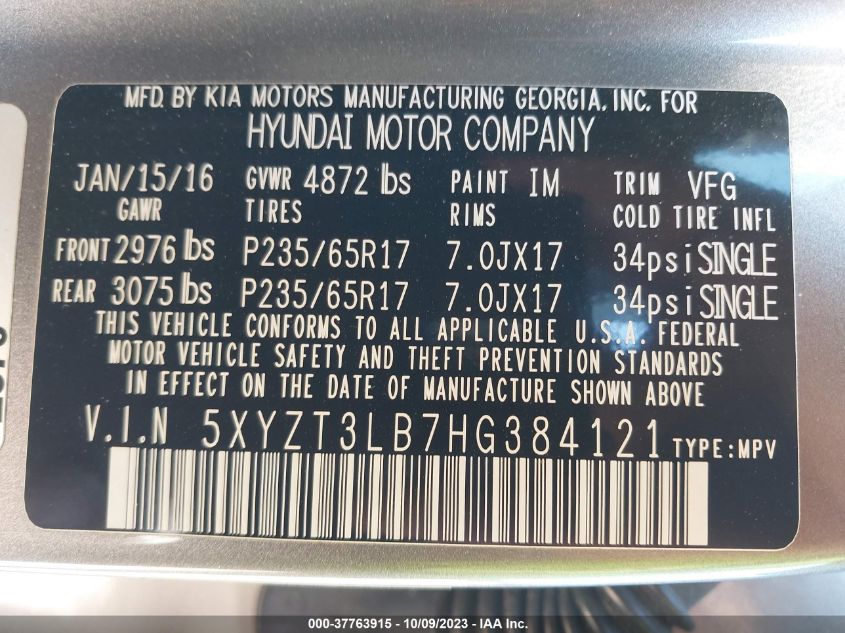 MFD. BY KIA MOTORS MANUFACTURING GEORGIA, INC. FOR
HYUNDAI MOTOR COMPANY
JAN/15/16 GVWR 4872 lbs PAINT IM TRIM VFG
GAWR TIRES RIMS COLD TIRE INFL
FRONT 2976 lbs P235/65R17 7.0JX17 34psi SINGLE
REAR 3075 lbs P235/65R17 7.0JX17 34psi SINGLE
THIS VEHICLE CONFORMS TO ALL APPLICABLE U.S.A. FEDERAL
MOTOR VEHICLE SAFETY AND THEFT PREVENTION STANDARDS
IN EFFECT ON THE DATE OF MANUFACTURE SHOWN ABOVE
V.I.N 5XYZT3LB7HG384121 TYPE:MPV
000-37763915 - 10/09/2023 - IAA Inc.